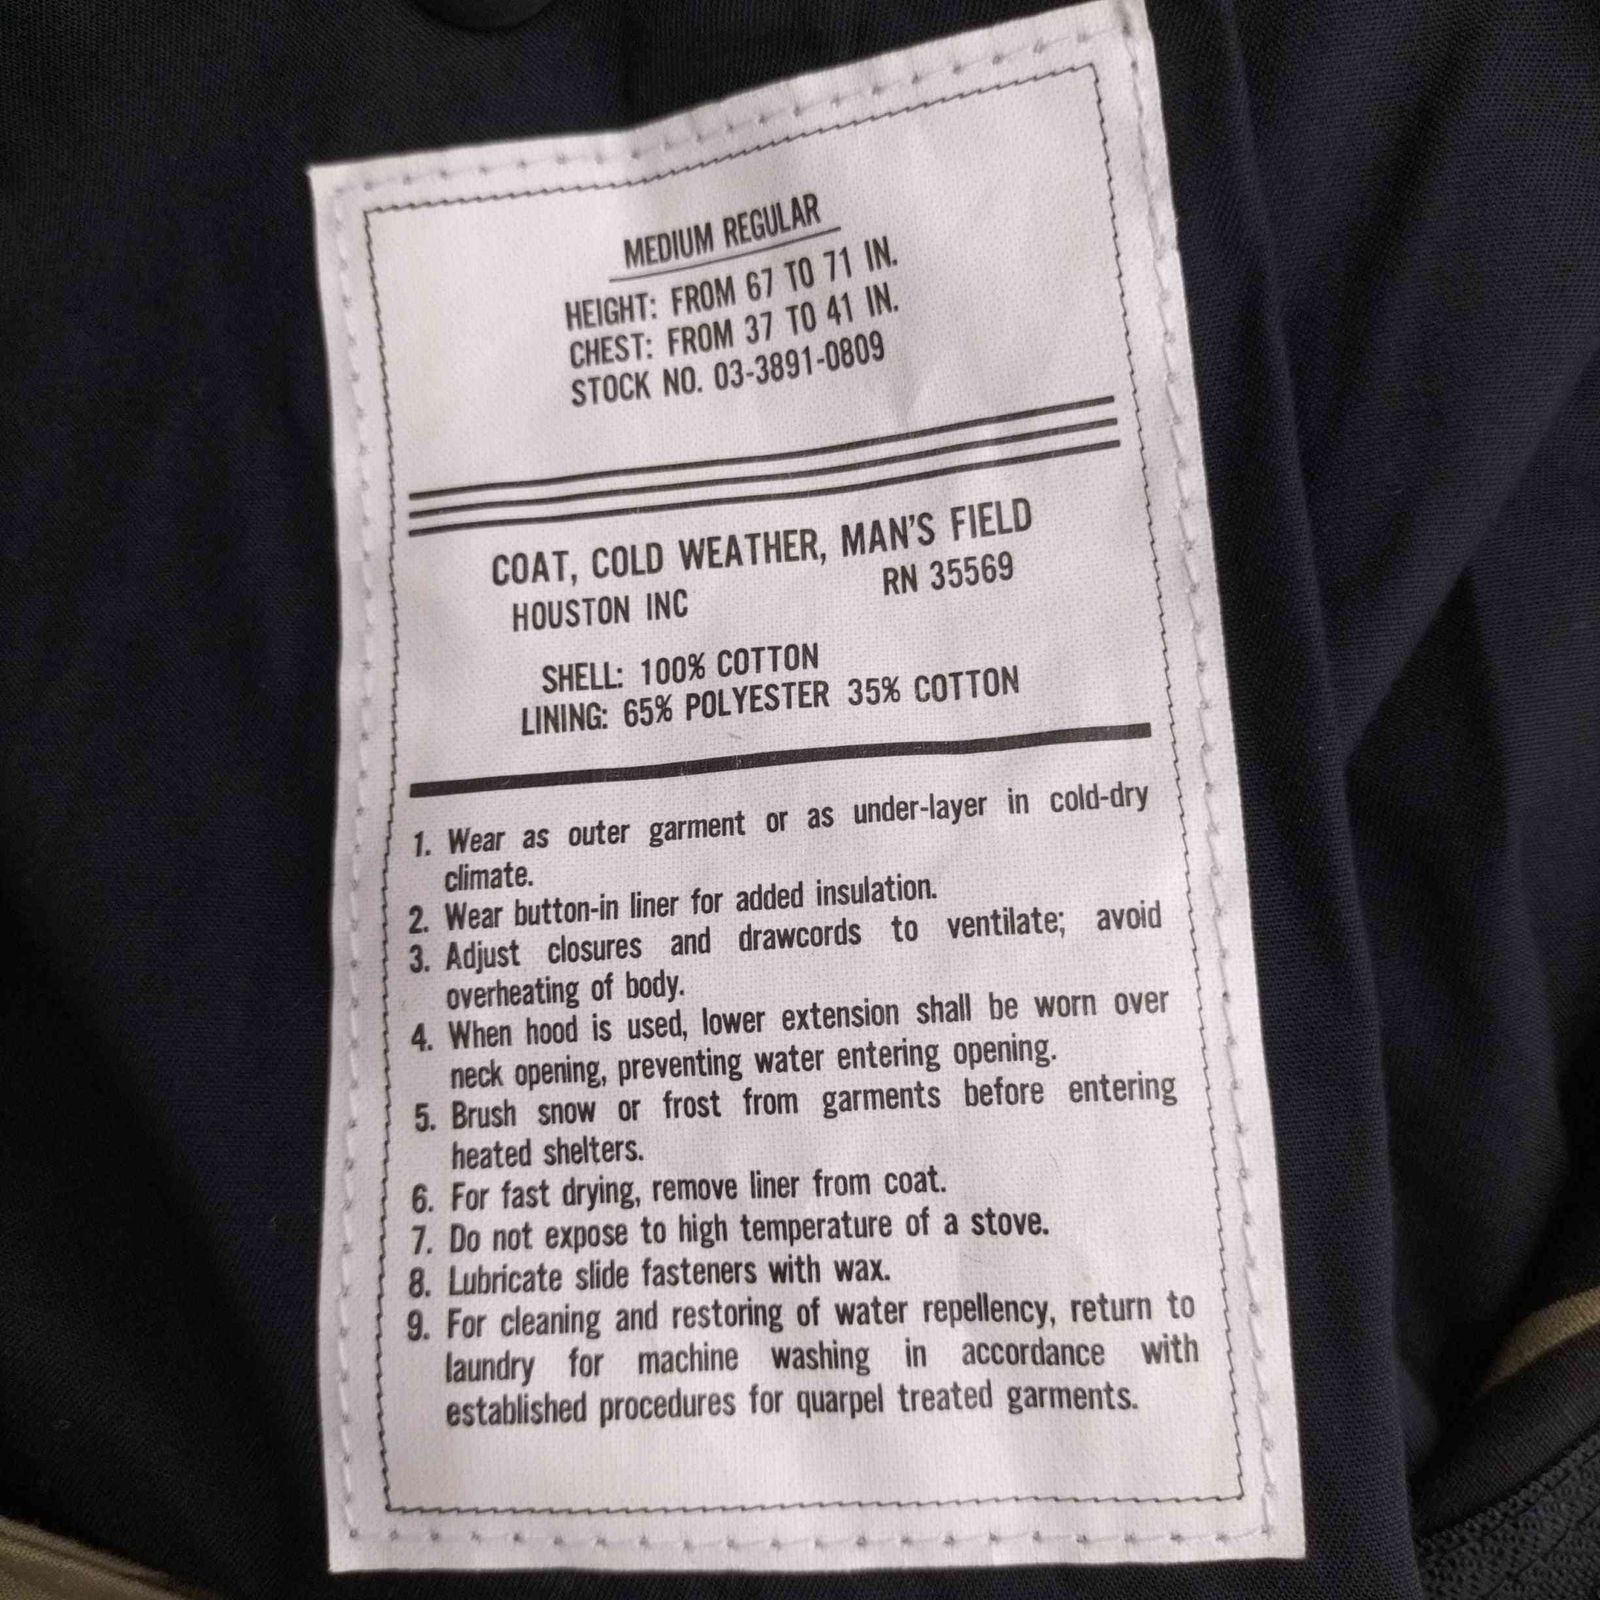 MEDIUM REGULAR
HEIGHT: FROM 67 TO 71 IN.
CHEST: FROM 37 TO 41 IN.
STOCK NO. 03-3891-0809
COAT, COLD WEATHER, MAN'S FIELD
HOUSTON INC RN 35569
SHELL: 100% COTTON
LINING: 65% POLYESTER 35% COTTON
1. Wear as outer garment or as under-layer in cold-dry
climate.
2. Wear button-in liner for added insulation.
3. Adjust closures and drawcords to ventilate; avoid
overheating of body.
4. When hood is used, lower extension shall be worn over
neck opening, preventing water entering opening.
5. Brush snow or frost from garments before entering
heated shelters.
6. For fast drying, remove liner from coat.
7. Do not expose to high temperature of a stove.
8. Lubricate slide fasteners with wax.
9. For cleaning and restoring of water repellency, return to
laundry for machine washing in accordance with
established procedures for quarpel treated garments.